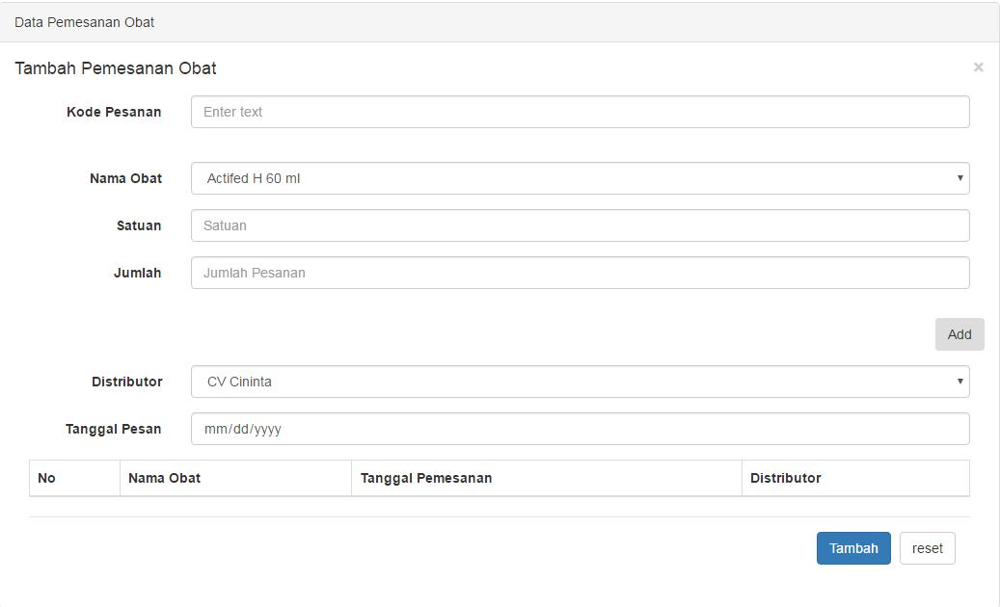 Data Pemesanan Obat
Tambah Pemesanan Obat ×
Kode Pesanan Enter text
Nama Obat Actifed H 60 ml
Satuan Satuan
Jumlah Jumlah Pesanan
Add
Distributor CV Cininta
Tanggal Pesan mm/dd/yyyy
No Nama Obat Tanggal Pemesanan Distributor
Tambah reset